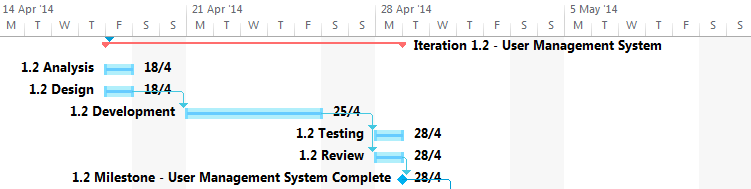 14 Apr '14 21 Apr '14 28 Apr '14 5 May '14
M T W T F S S M T W T F S S M T W T F S S M T W T F S S
Iteration 1.2 - User Management System
1.2 Analysis 18/4
1.2 Design 18/4
1.2 Development 25/4
1.2 Testing 28/4
1.2 Review 28/4
1.2 Milestone - User Management System Complete 28/4